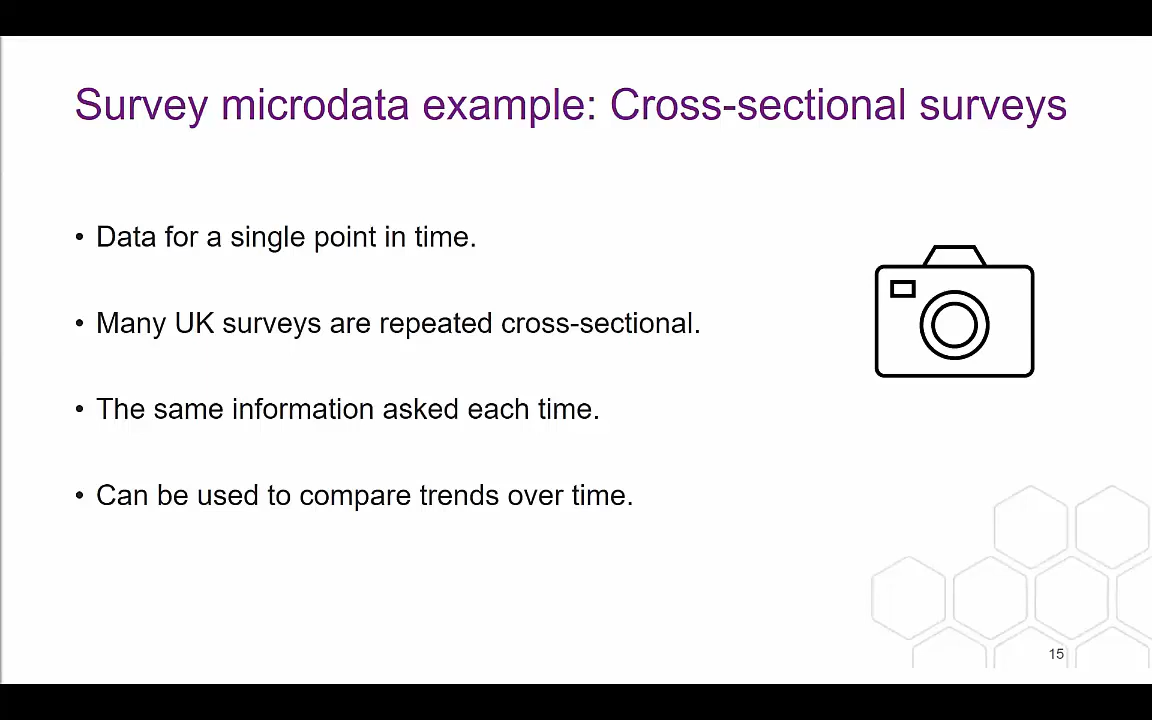 Survey microdata example: Cross-sectional surveys
• Data for a single point in time.
• Many UK surveys are repeated cross-sectional.
• The same information asked each time.
• Can be used to compare trends over time.
15